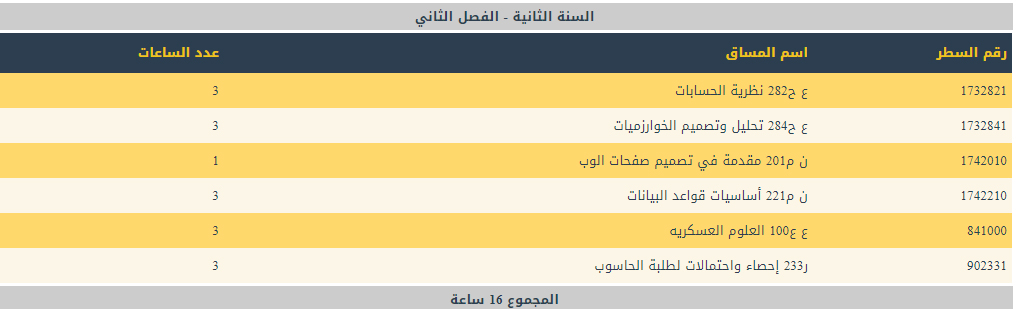 السنة الثانية - الفصل الثاني
رقم السطر اسم المساق عدد الساعات
1732821 ع ح282 نظرية الحسابات 3
1732841 ع ح284 تحليل وتصميم الخوارزميات 3
1742010 ن م201 مقدمة في تصميم صفحات الوب 1
1742210 ن م221 أساسيات قواعد البيانات 3
841000 ع ع100 العلوم العسكريه 3
902331 ر233 إحصاء واحتمالات لطلبة الحاسوب 3
المجموع 16 ساعة